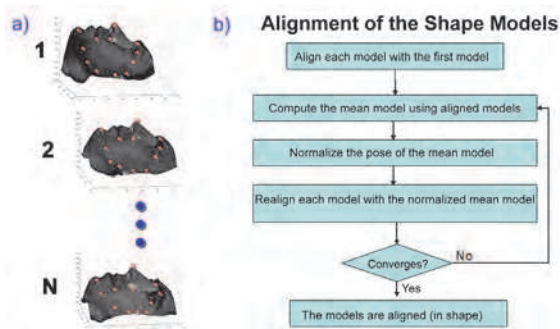 a)
1
2
N
b)
Alignment of the Shape Models
Align each model with the first model
Compute the mean model using aligned models
Normalize the pose of the mean model
Realign each model with the normalized mean model
Converges?
No
Yes
The models are aligned (in shape)